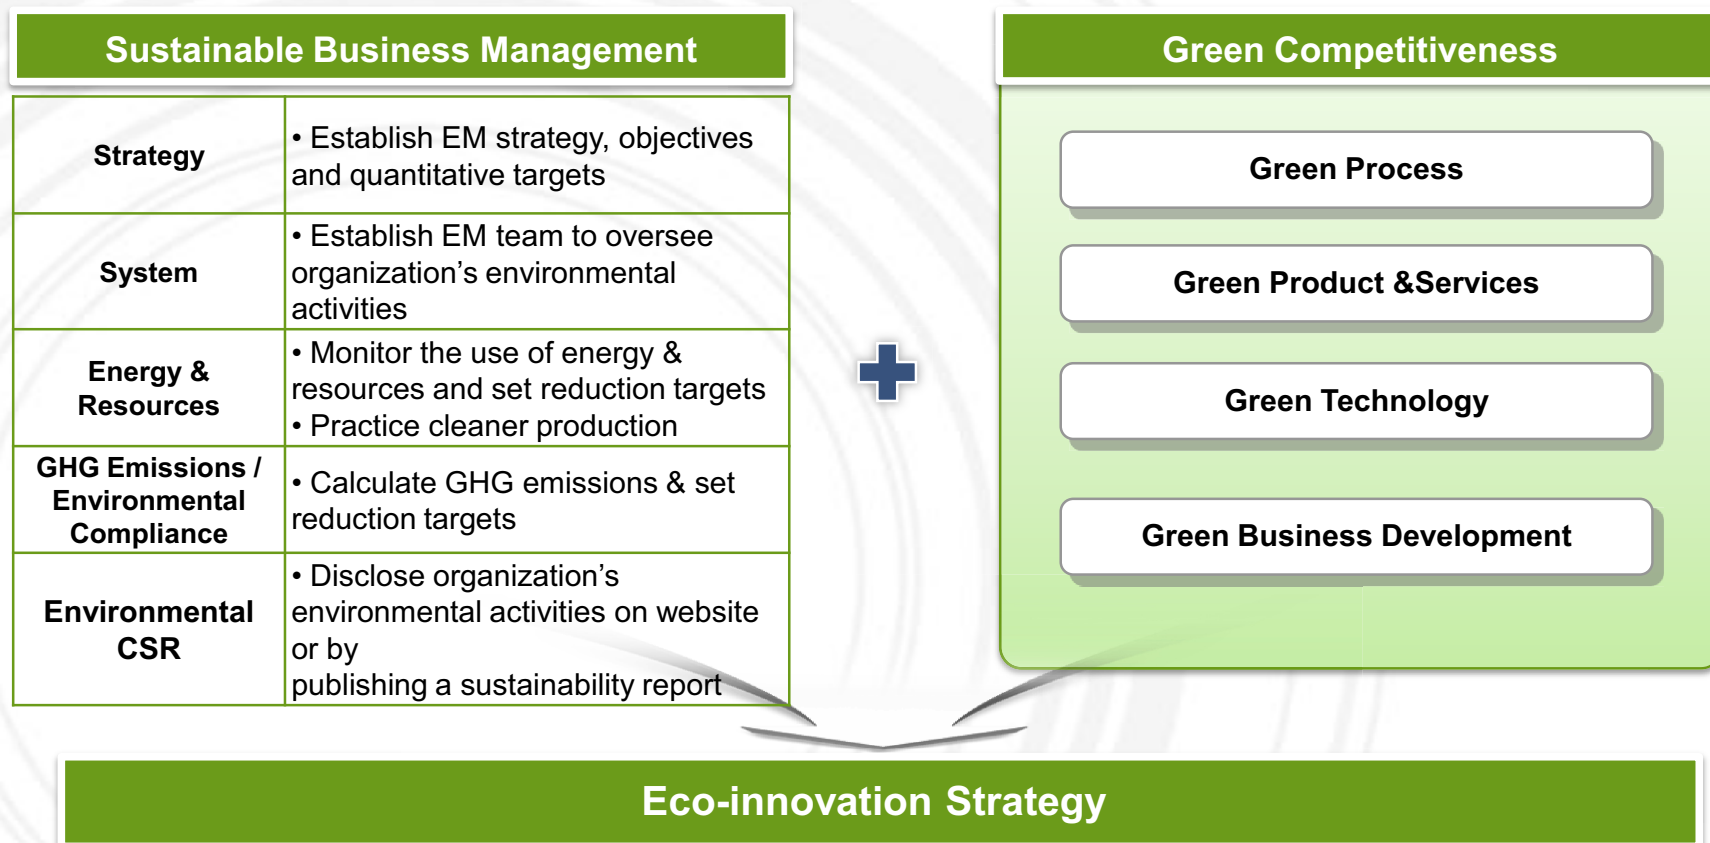 Sustainable Business Management
Strategy
• Establish EM strategy, objectives
and quantitative targets
System
• Establish EM team to oversee
organization’s environmental
activities
Energy &
Resources
• Monitor the use of energy &
resources and set reduction targets
• Practice cleaner production
GHG Emissions /
Environmental
Compliance
• Calculate GHG emissions & set
reduction targets
Environmental
CSR
• Disclose organization’s
environmental activities on website
or by
publishing a sustainability report
Green Competitiveness
Green Process
Green Product &Services
Green Technology
Green Business Development
Eco-innovation Strategy